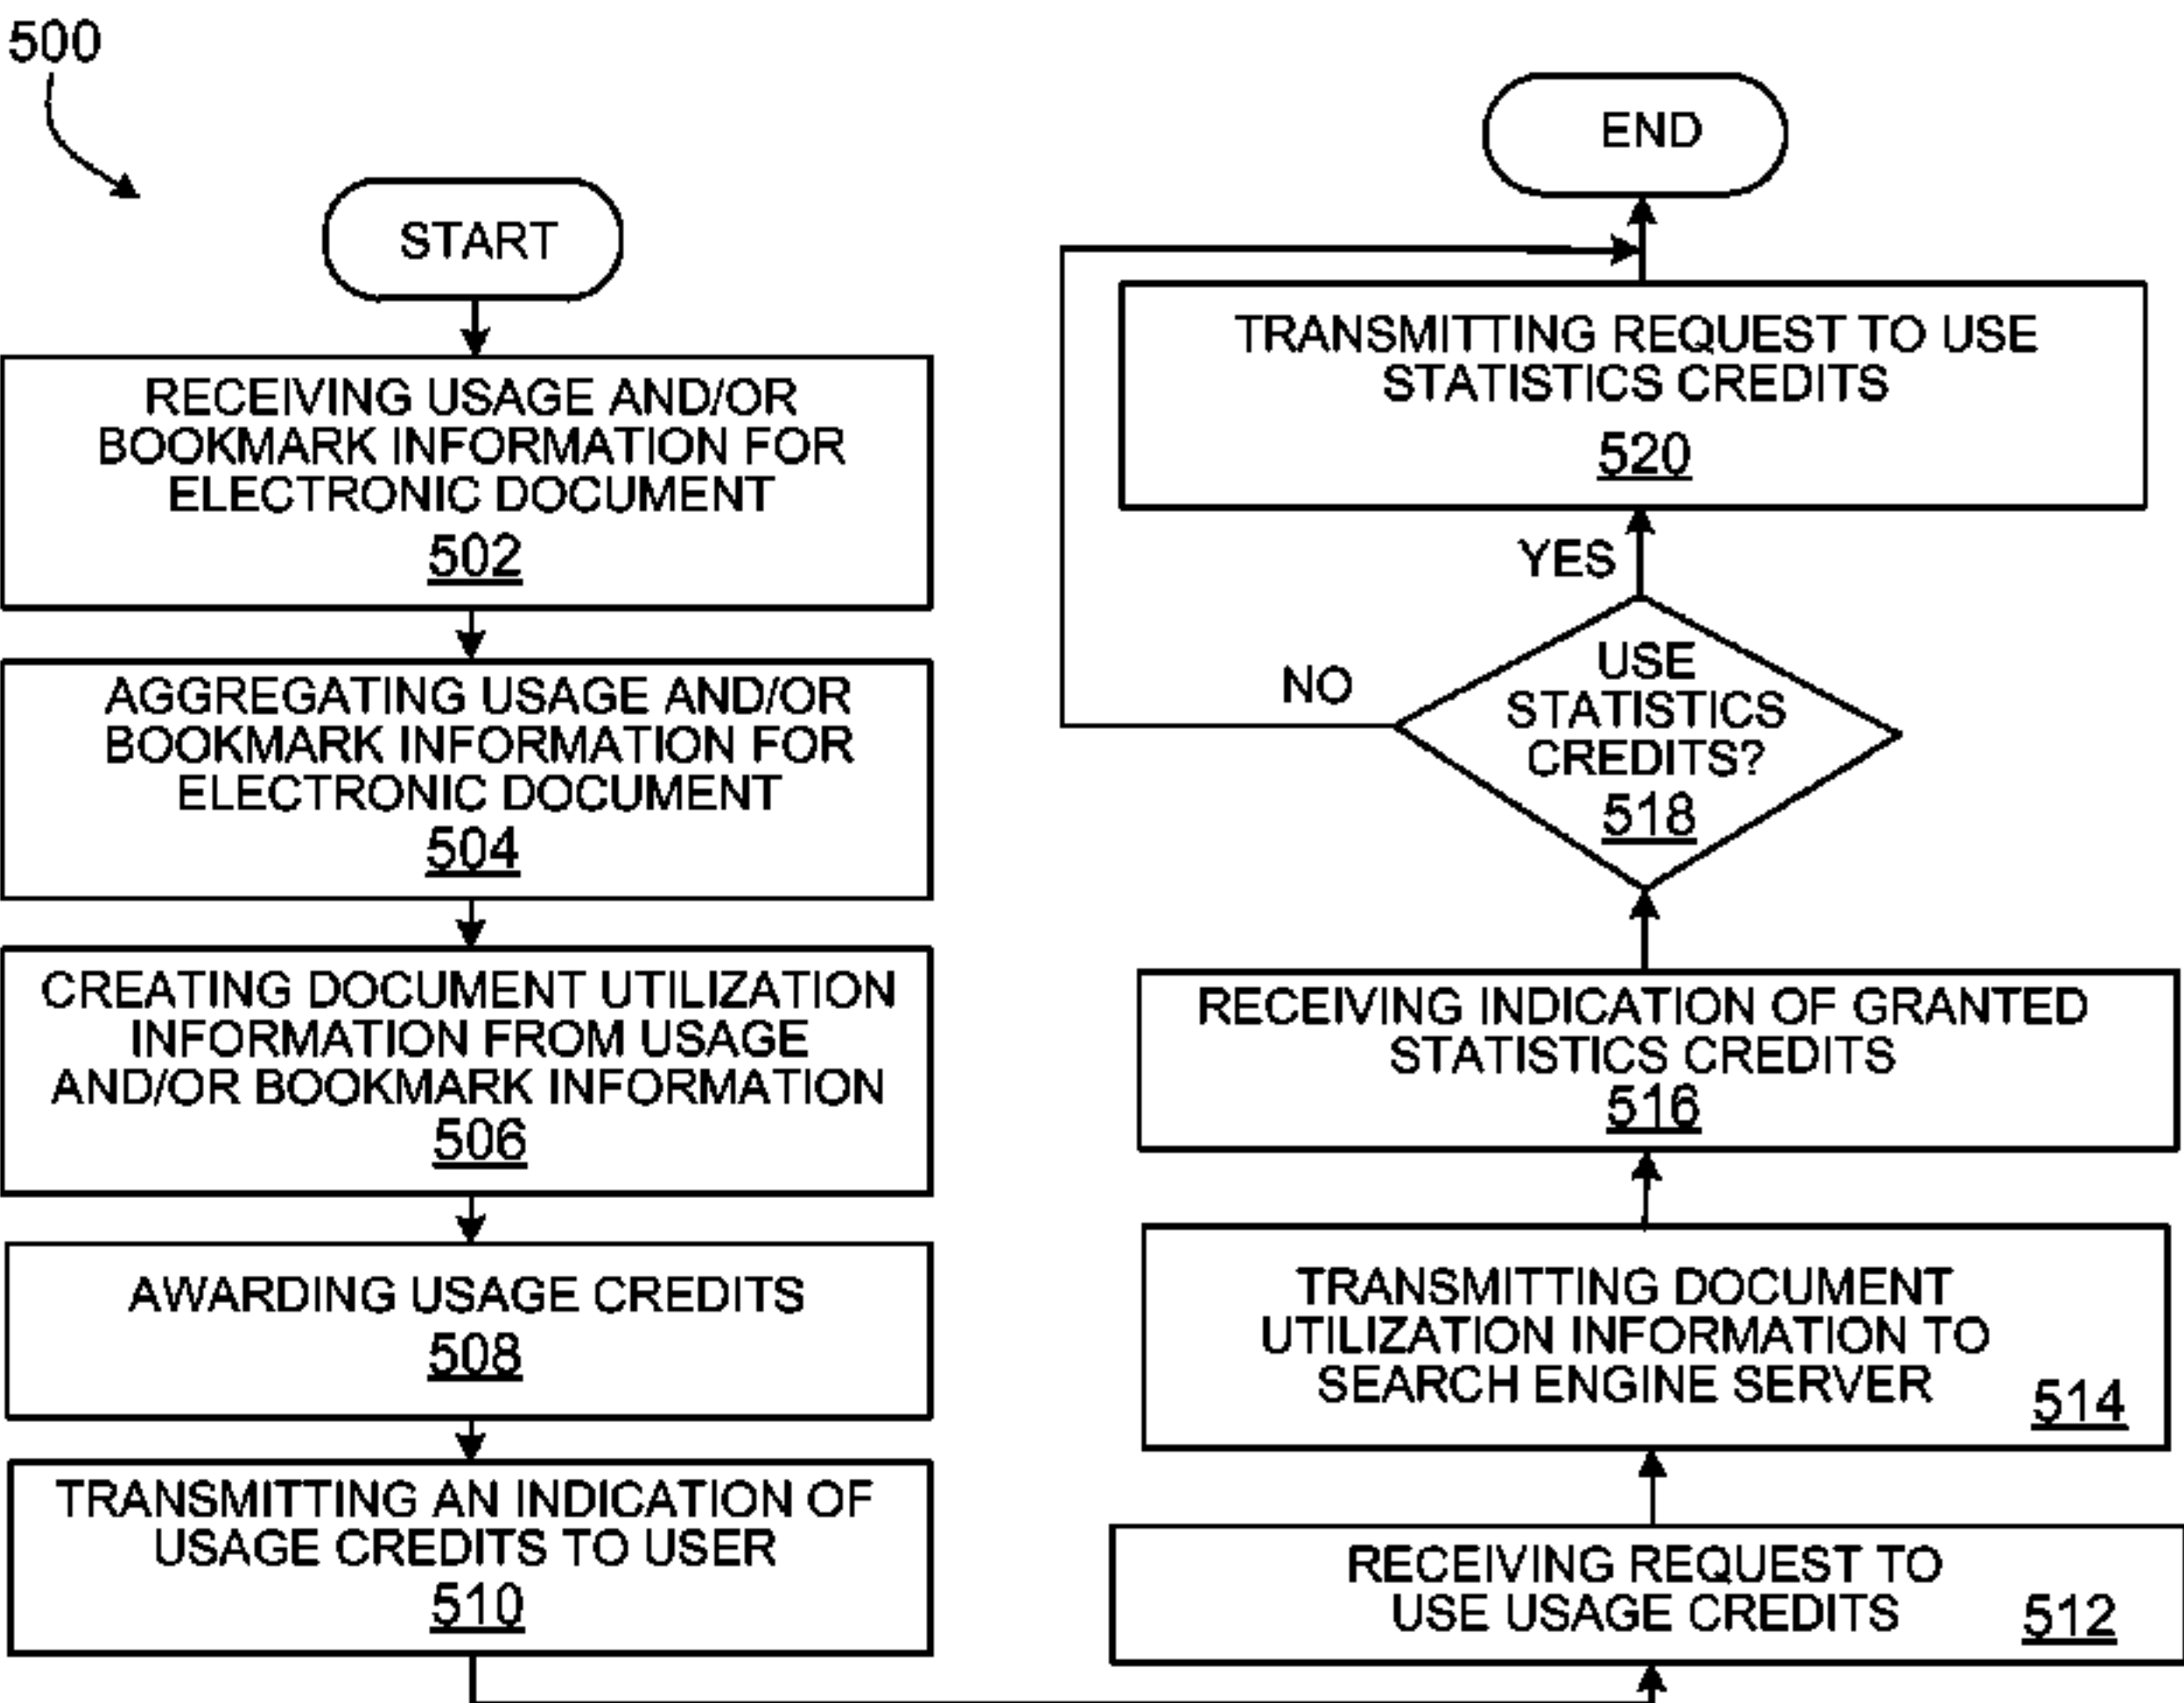 500
START
RECEIVING USAGE AND/OR
BOOKMARK INFORMATION FOR
ELECTRONIC DOCUMENT
502
AGGREGATING USAGE AND/OR
BOOKMARK INFORMATION FOR
ELECTRONIC DOCUMENT
504
CREATING DOCUMENT UTILIZATION
INFORMATION FROM USAGE
AND/OR BOOKMARK INFORMATION
506
AWARDING USAGE CREDITS
508
TRANSMITTING AN INDICATION OF
USAGE CREDITS TO USER
510
RECEIVING REQUEST TO
USE USAGE CREDITS
512
TRANSMITTING DOCUMENT
UTILIZATION INFORMATION TO
SEARCH ENGINE SERVER
514
RECEIVING INDICATION OF GRANTED
STATISTICS CREDITS
516
USE
STATISTICS
CREDITS?
518
NO
YES
TRANSMITTING REQUEST TO USE
STATISTICS CREDITS
520
END